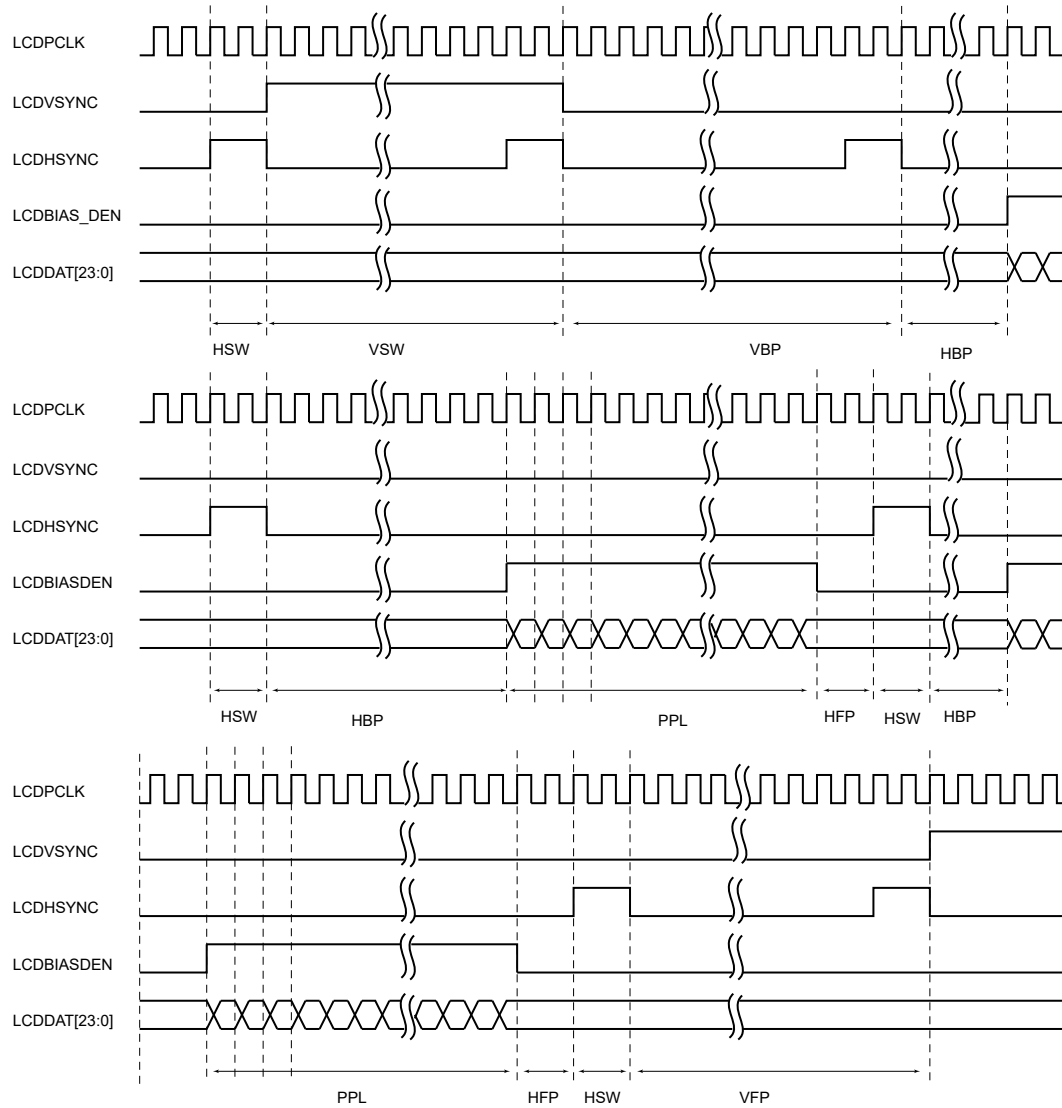 LCDPCLK
LCDVSYNC
LCDHSYNC
LCDBIAS_DEN
LCDDAT[23:0]
HSW VSW VBP HBP
LCDPCLK
LCDVSYNC
LCDHSYNC
LCDBIASDEN
LCDDAT[23:0]
HSW HBP PPL HFP HSW HBP
LCDPCLK
LCDVSYNC
LCDHSYNC
LCDBIASDEN
LCDDAT[23:0]
PPL HFP HSW VFP